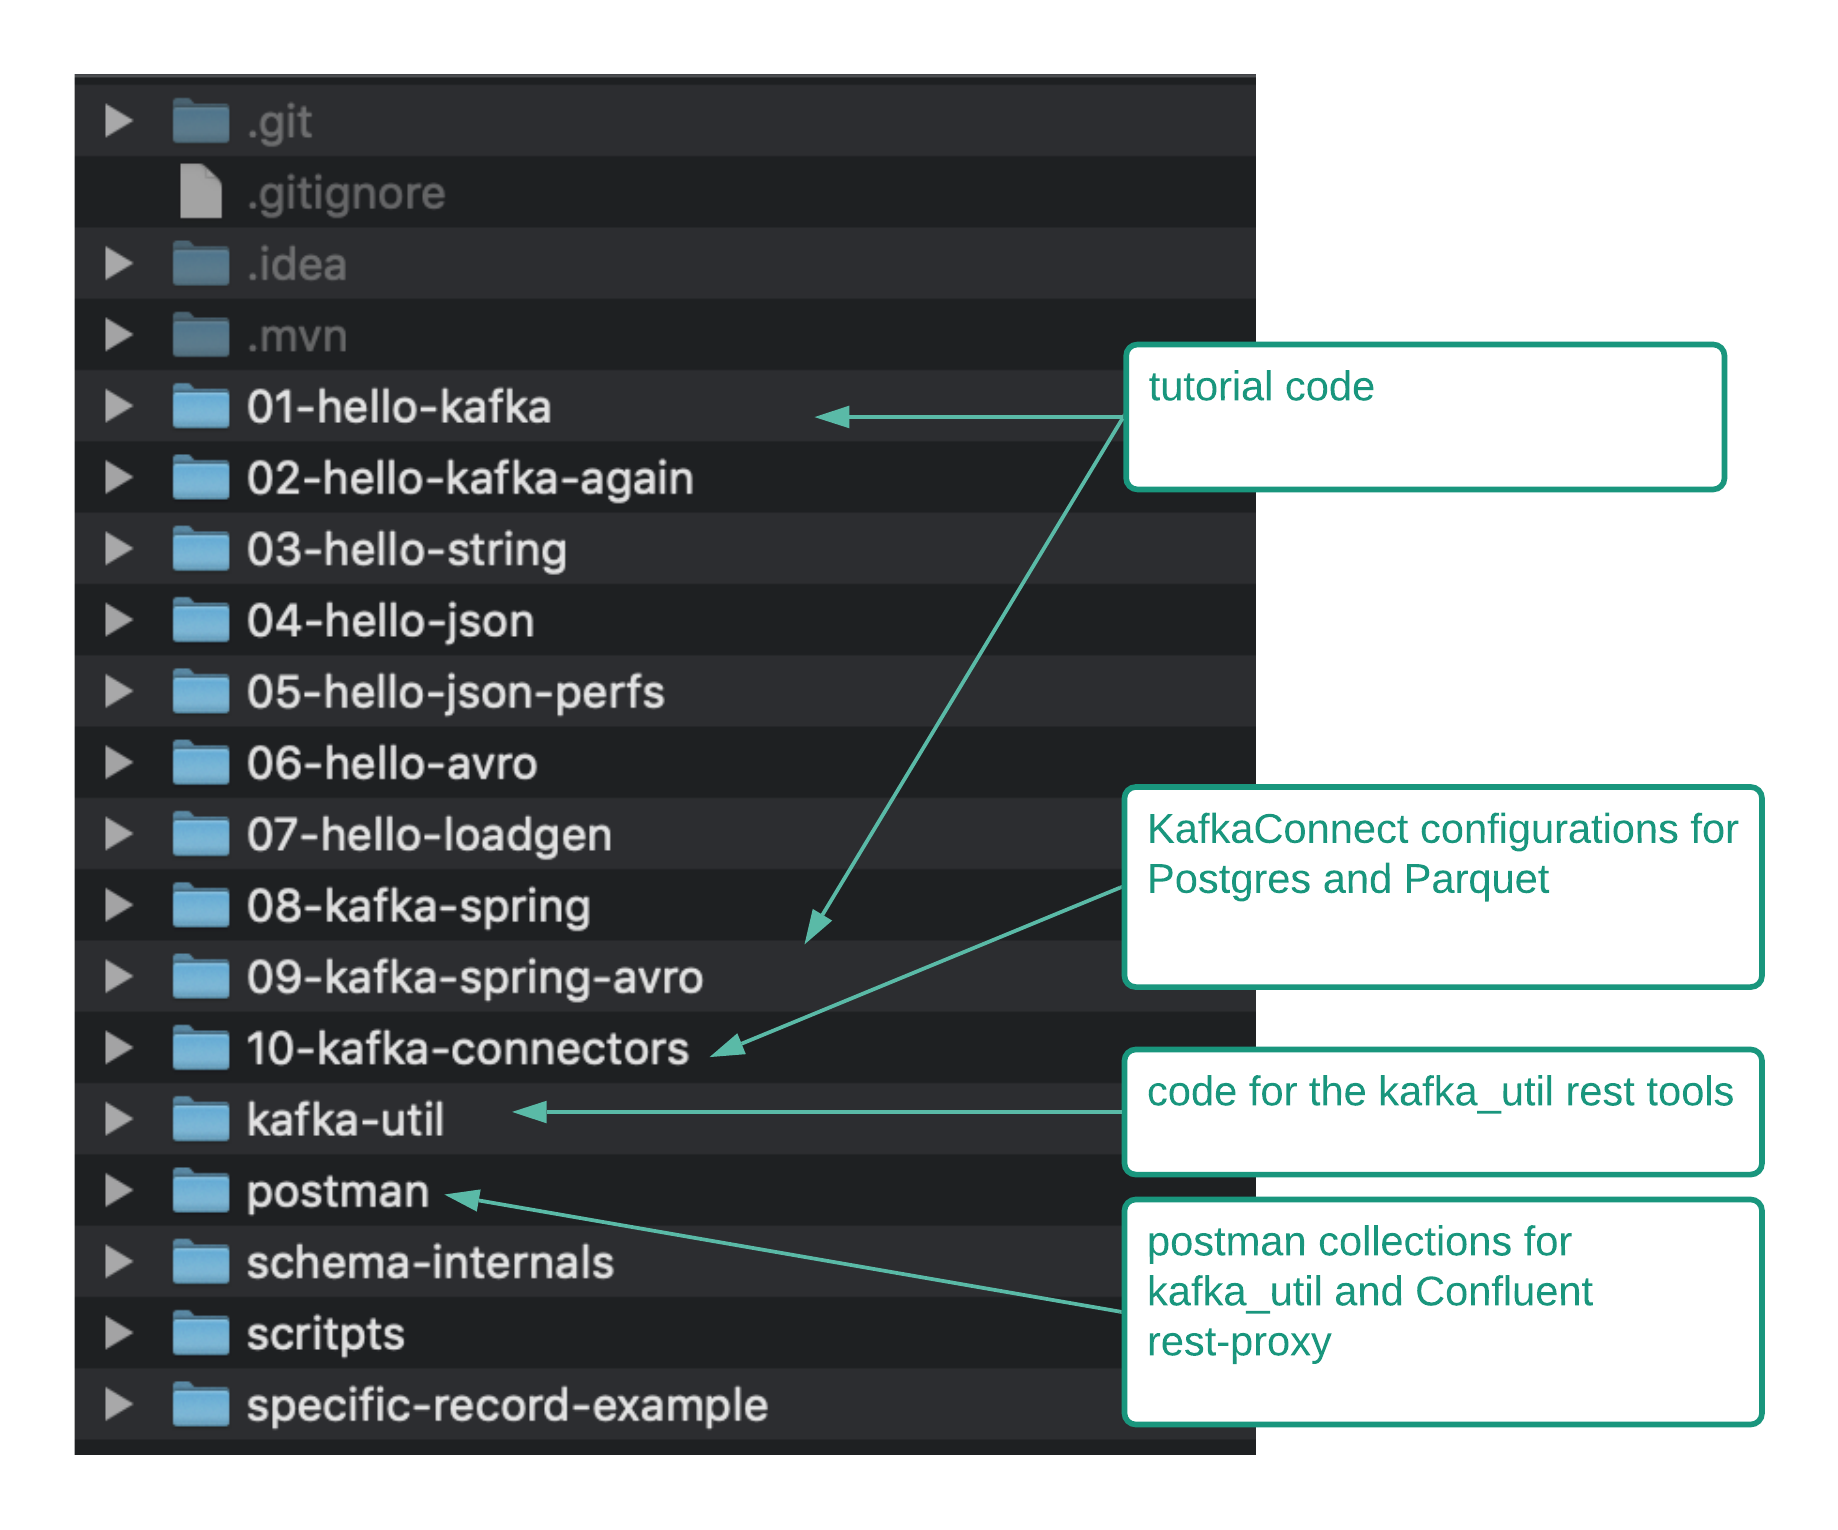 .git
.gitignore
.idea
.mvn
01-hello-kafka
02-hello-kafka-again
03-hello-string
04-hello-json
05-hello-json-perfs
06-hello-avro
07-hello-loadgen
08-kafka-spring
09-kafka-spring-avro
10-kafka-connectors
kafka-util
postman
schema-internals
scritpts
specific-record-example
tutorial code
KafkaConnect configurations for
Postgres and Parquet
code for the kafka_util rest tools
postman collections for
kafka_util and Confluent
rest-proxy